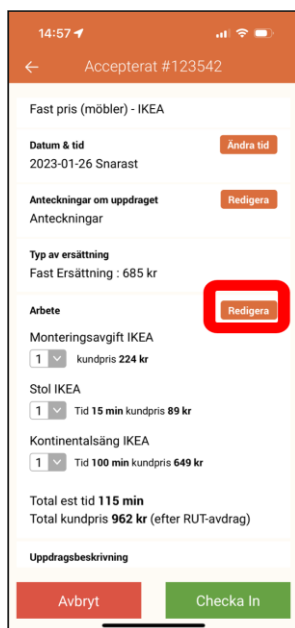 14:57
Accepterat #123542
Fast pris (möbler) - IKEA
Datum & tid
Ändra tid
2023-01-26 Snarast
Anteckningar om uppdraget
Redigera
Anteckningar
Typ av ersättning
Fast Ersättning : 685 kr
Arbete
Redigera
Monteringsavgift IKEA
1 kundpris 224 kr
Stol IKEA
1 Tid 15 min kundpris 89 kr
Kontinentalsäng IKEA
1 Tid 100 min kundpris 649 kr
Total est tid 115 min
Total kundpris 962 kr (efter RUT-avdrag)
Uppdragsbeskrivning
Avbryt
Checka In